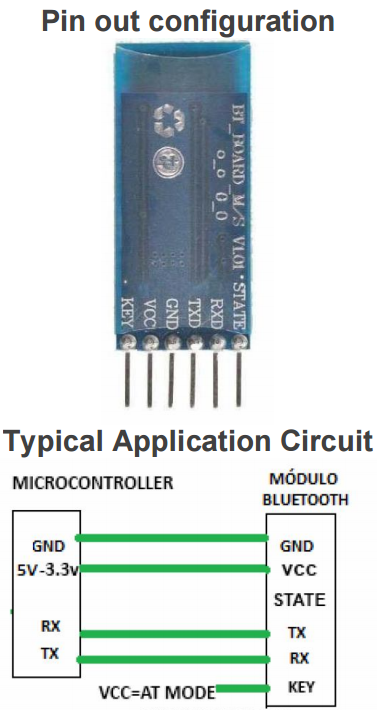 Pin out configuration
BT_BOARD_M/S V1.01
KEY
VCC
GND
TXD
RXD
STATE
Typical Application Circuit
MICROCONTROLLER
MÓDULO
BLUETOOTH
GND
5V-3.3v
RX
TX
GND
VCC
STATE
TX
RX
KEY
VCC=AT MODE